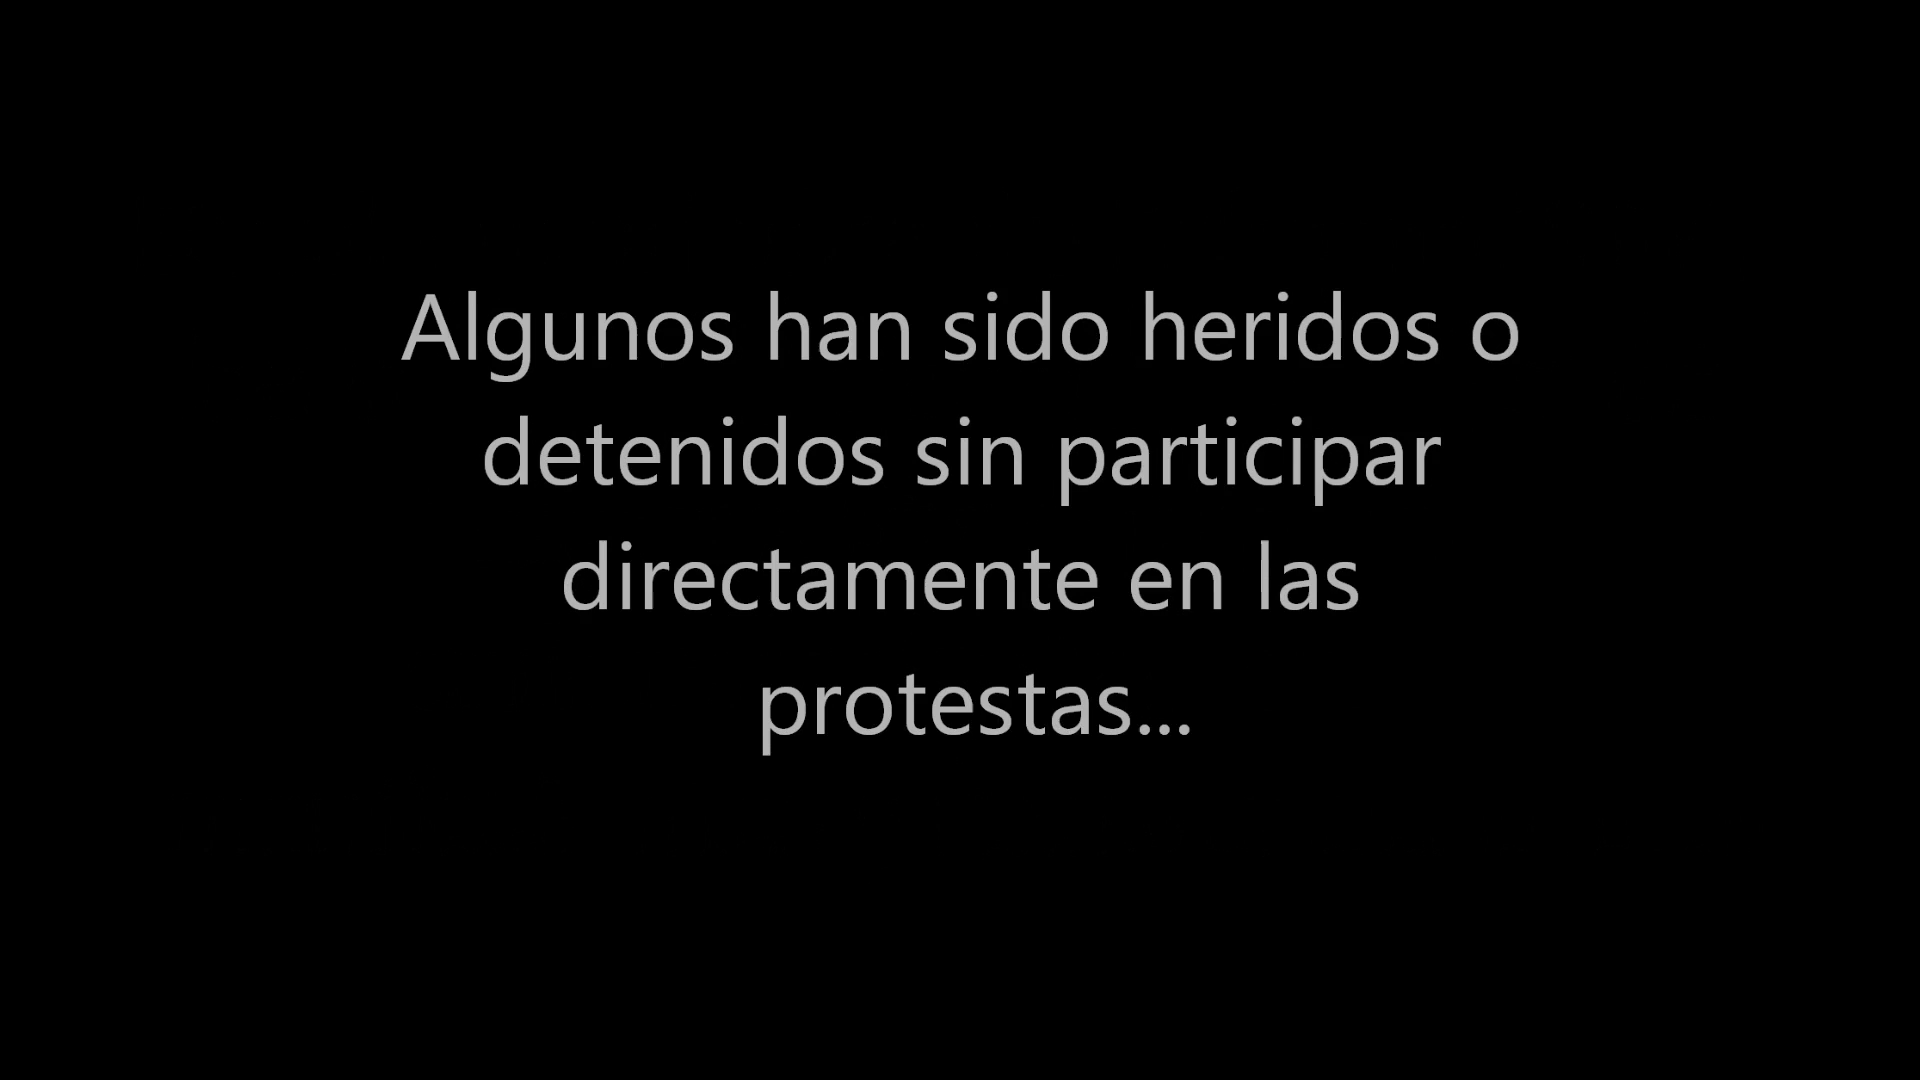 Algunos han sido heridos o
detenidos sin participar
directamente en las
protestas...